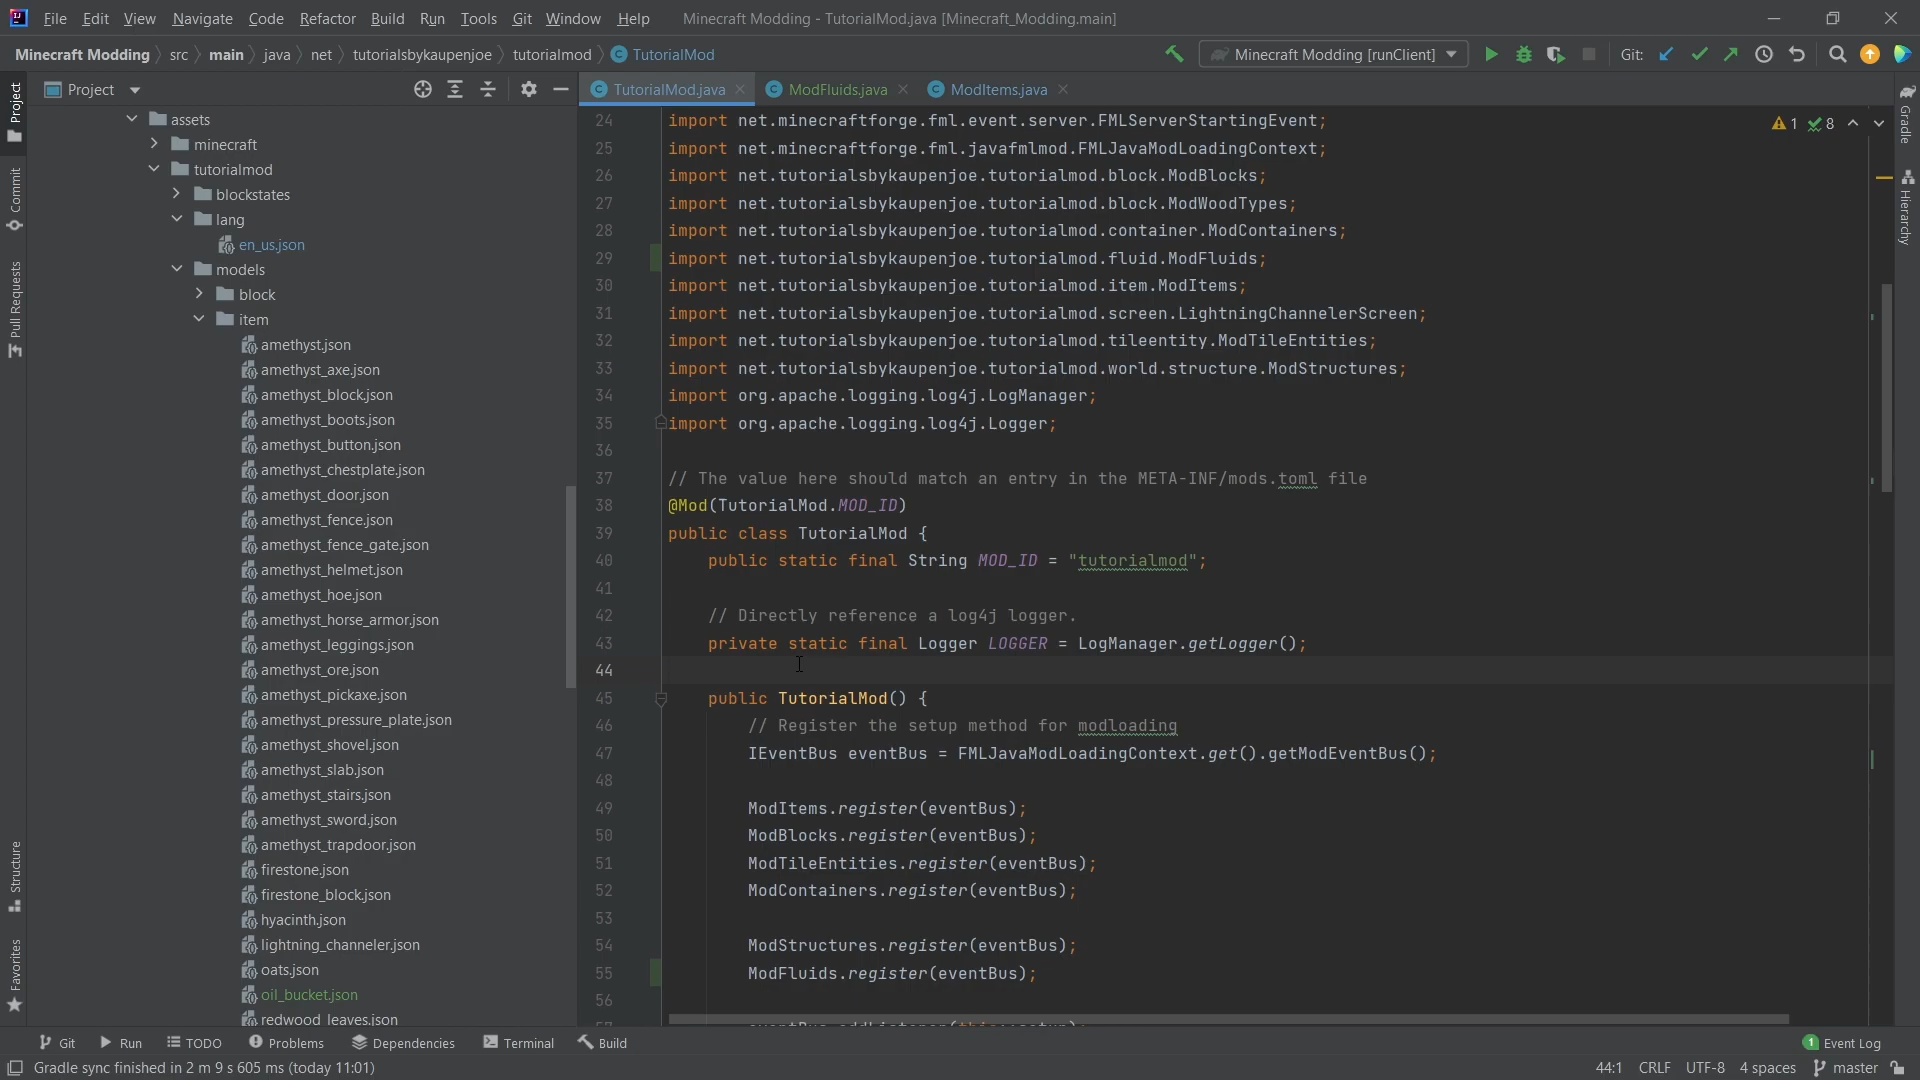 File Edit View Navigate Code Refactor Build Run Tools Git Window Help Minecraft Modding - TutorialMod.java [Minecraft_Modding.main]
Minecraft Modding src main java net tutorialsbykaupenjoe tutorialmod TutorialMod Minecraft Modding [runClient] Git:
Project
TutorialMod.java ModFluids.java ModItems.java
Project
Commit
Pull Requests
Structure
Favorites
assets
minecraft
tutorialmod
blockstates
lang
en_us.json
models
block
item
amethyst.json
amethyst_axe.json
amethyst_block.json
amethyst_boots.json
amethyst_button.json
amethyst_chestplate.json
amethyst_door.json
amethyst_fence.json
amethyst_fence_gate.json
amethyst_helmet.json
amethyst_hoe.json
amethyst_horse_armor.json
amethyst_leggings.json
amethyst_ore.json
amethyst_pickaxe.json
amethyst_pressure_plate.json
amethyst_shovel.json
amethyst_slab.json
amethyst_stairs.json
amethyst_sword.json
amethyst_trapdoor.json
firestone.json
firestone_block.json
hyacinth.json
lightning_channeler.json
oats.json
oil_bucket.json
redwood_leaves.json
24 import net.minecraftforge.fml.event.server.FMLServerStartingEvent;
25 import net.minecraftforge.fml.javafmlmod.FMLJavaModLoadingContext;
26 import net.tutorialsbykaupenjoe.tutorialmod.block.ModBlocks;
27 import net.tutorialsbykaupenjoe.tutorialmod.block.ModWoodTypes;
28 import net.tutorialsbykaupenjoe.tutorialmod.container.ModContainers;
29 import net.tutorialsbykaupenjoe.tutorialmod.fluid.ModFluids;
30 import net.tutorialsbykaupenjoe.tutorialmod.item.ModItems;
31 import net.tutorialsbykaupenjoe.tutorialmod.screen.LightningChannelerScreen;
32 import net.tutorialsbykaupenjoe.tutorialmod.tileentity.ModTileEntities;
33 import net.tutorialsbykaupenjoe.tutorialmod.world.structure.ModStructures;
34 import org.apache.logging.log4j.LogManager;
35 import org.apache.logging.log4j.Logger;
36
37 // The value here should match an entry in the META-INF/mods.toml file
38 @Mod(TutorialMod.MOD_ID)
39 public class TutorialMod {
40 public static final String MOD_ID = "tutorialmod";
41
42 // Directly reference a log4j logger.
43 private static final Logger LOGGER = LogManager.getLogger();
44
45 public TutorialMod() {
46 // Register the setup method for modloading
47 IEventBus eventBus = FMLJavaModLoadingContext.get().getModEventBus();
48
49 ModItems.register(eventBus);
50 ModBlocks.register(eventBus);
51 ModTileEntities.register(eventBus);
52 ModContainers.register(eventBus);
53
54 ModStructures.register(eventBus);
55 ModFluids.register(eventBus);
56
1 8
Gradle
Hierarchy
Git Run TODO Problems Dependencies Terminal Build 1 Event Log
Gradle sync finished in 2 m 9 s 605 ms (today 11:01) 44:1 CRLF UTF-8 4 spaces master